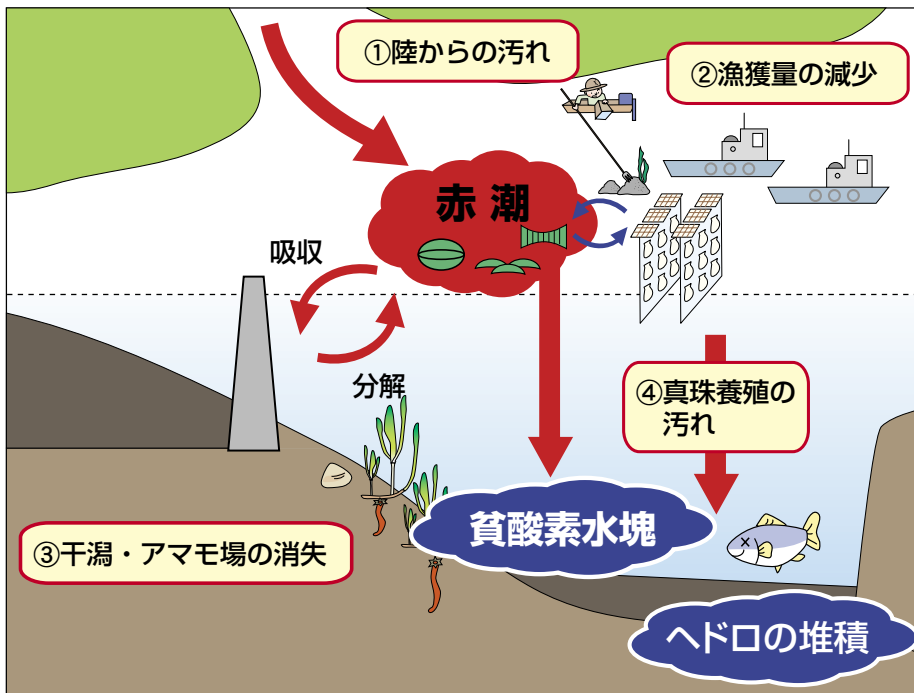 ①陸からの汚れ
②漁獲量の減少
赤潮
吸収
分解
④真珠養殖の
汚れ
貧酸素水塊
③干潟・アマモ場の消失
ヘドロの堆積